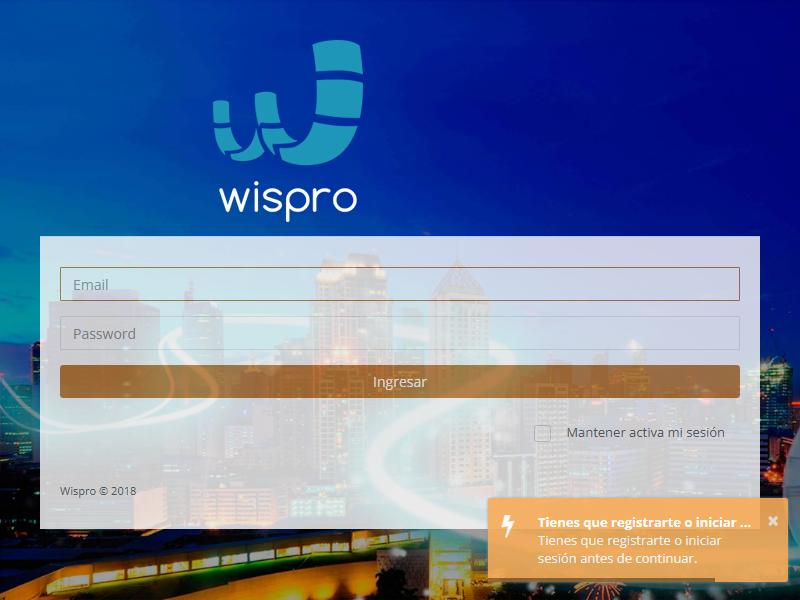 wispro
Email
Password
Ingresar
Mantener activa mi sesión
Wispro © 2018
Tienes que registrarte o iniciar ...
Tienes que registrarte o iniciar
sesión antes de continuar.